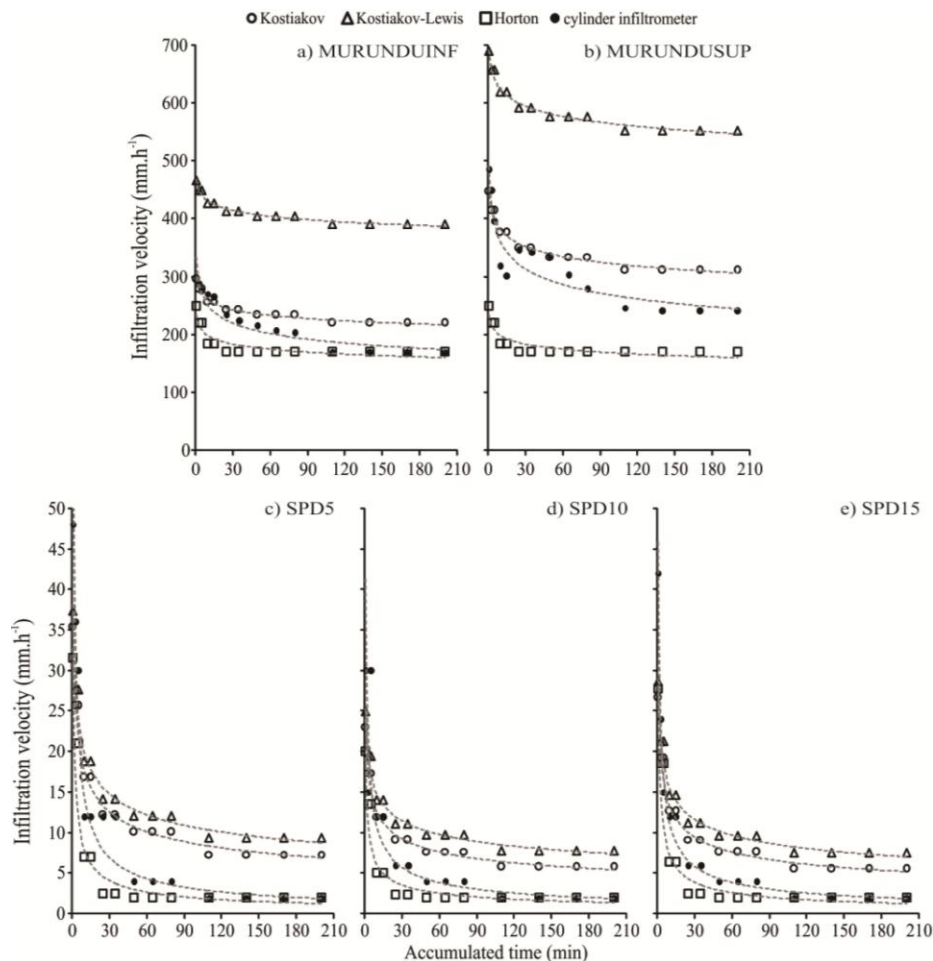 Kostiakov Kostiakov-Lewis Horton cylinder infiltrometer
a) MURUNDUINF
b) MURUNDUSUP
700
600
500
400
300
200
100
0
Infiltration velocity (mm.h-1)
0 30 60 90 120 150 180 210
0 30 60 90 120 150 180 210
c) SPD5
d) SPD10
e) SPD15
50
45
40
35
30
25
20
15
10
5
0
Infiltration velocity (mm.h-1)
0 30 60 90 120 150 180 210
0 30 60 90 120 150 180 210
0 30 60 90 120 150 180 210
Accumulated time (min)